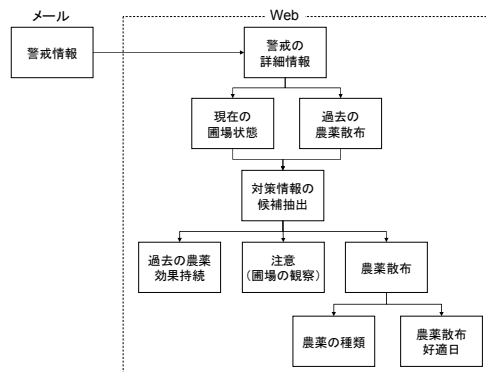 メール
Web
警戒情報
警戒の
詳細情報
現在の
圃場状態
過去の
農薬散布
対策情報の
候補抽出
過去の農薬
効果持続
注意
(圃場の観察)
農薬散布
農薬の種類
農薬散布
好適日